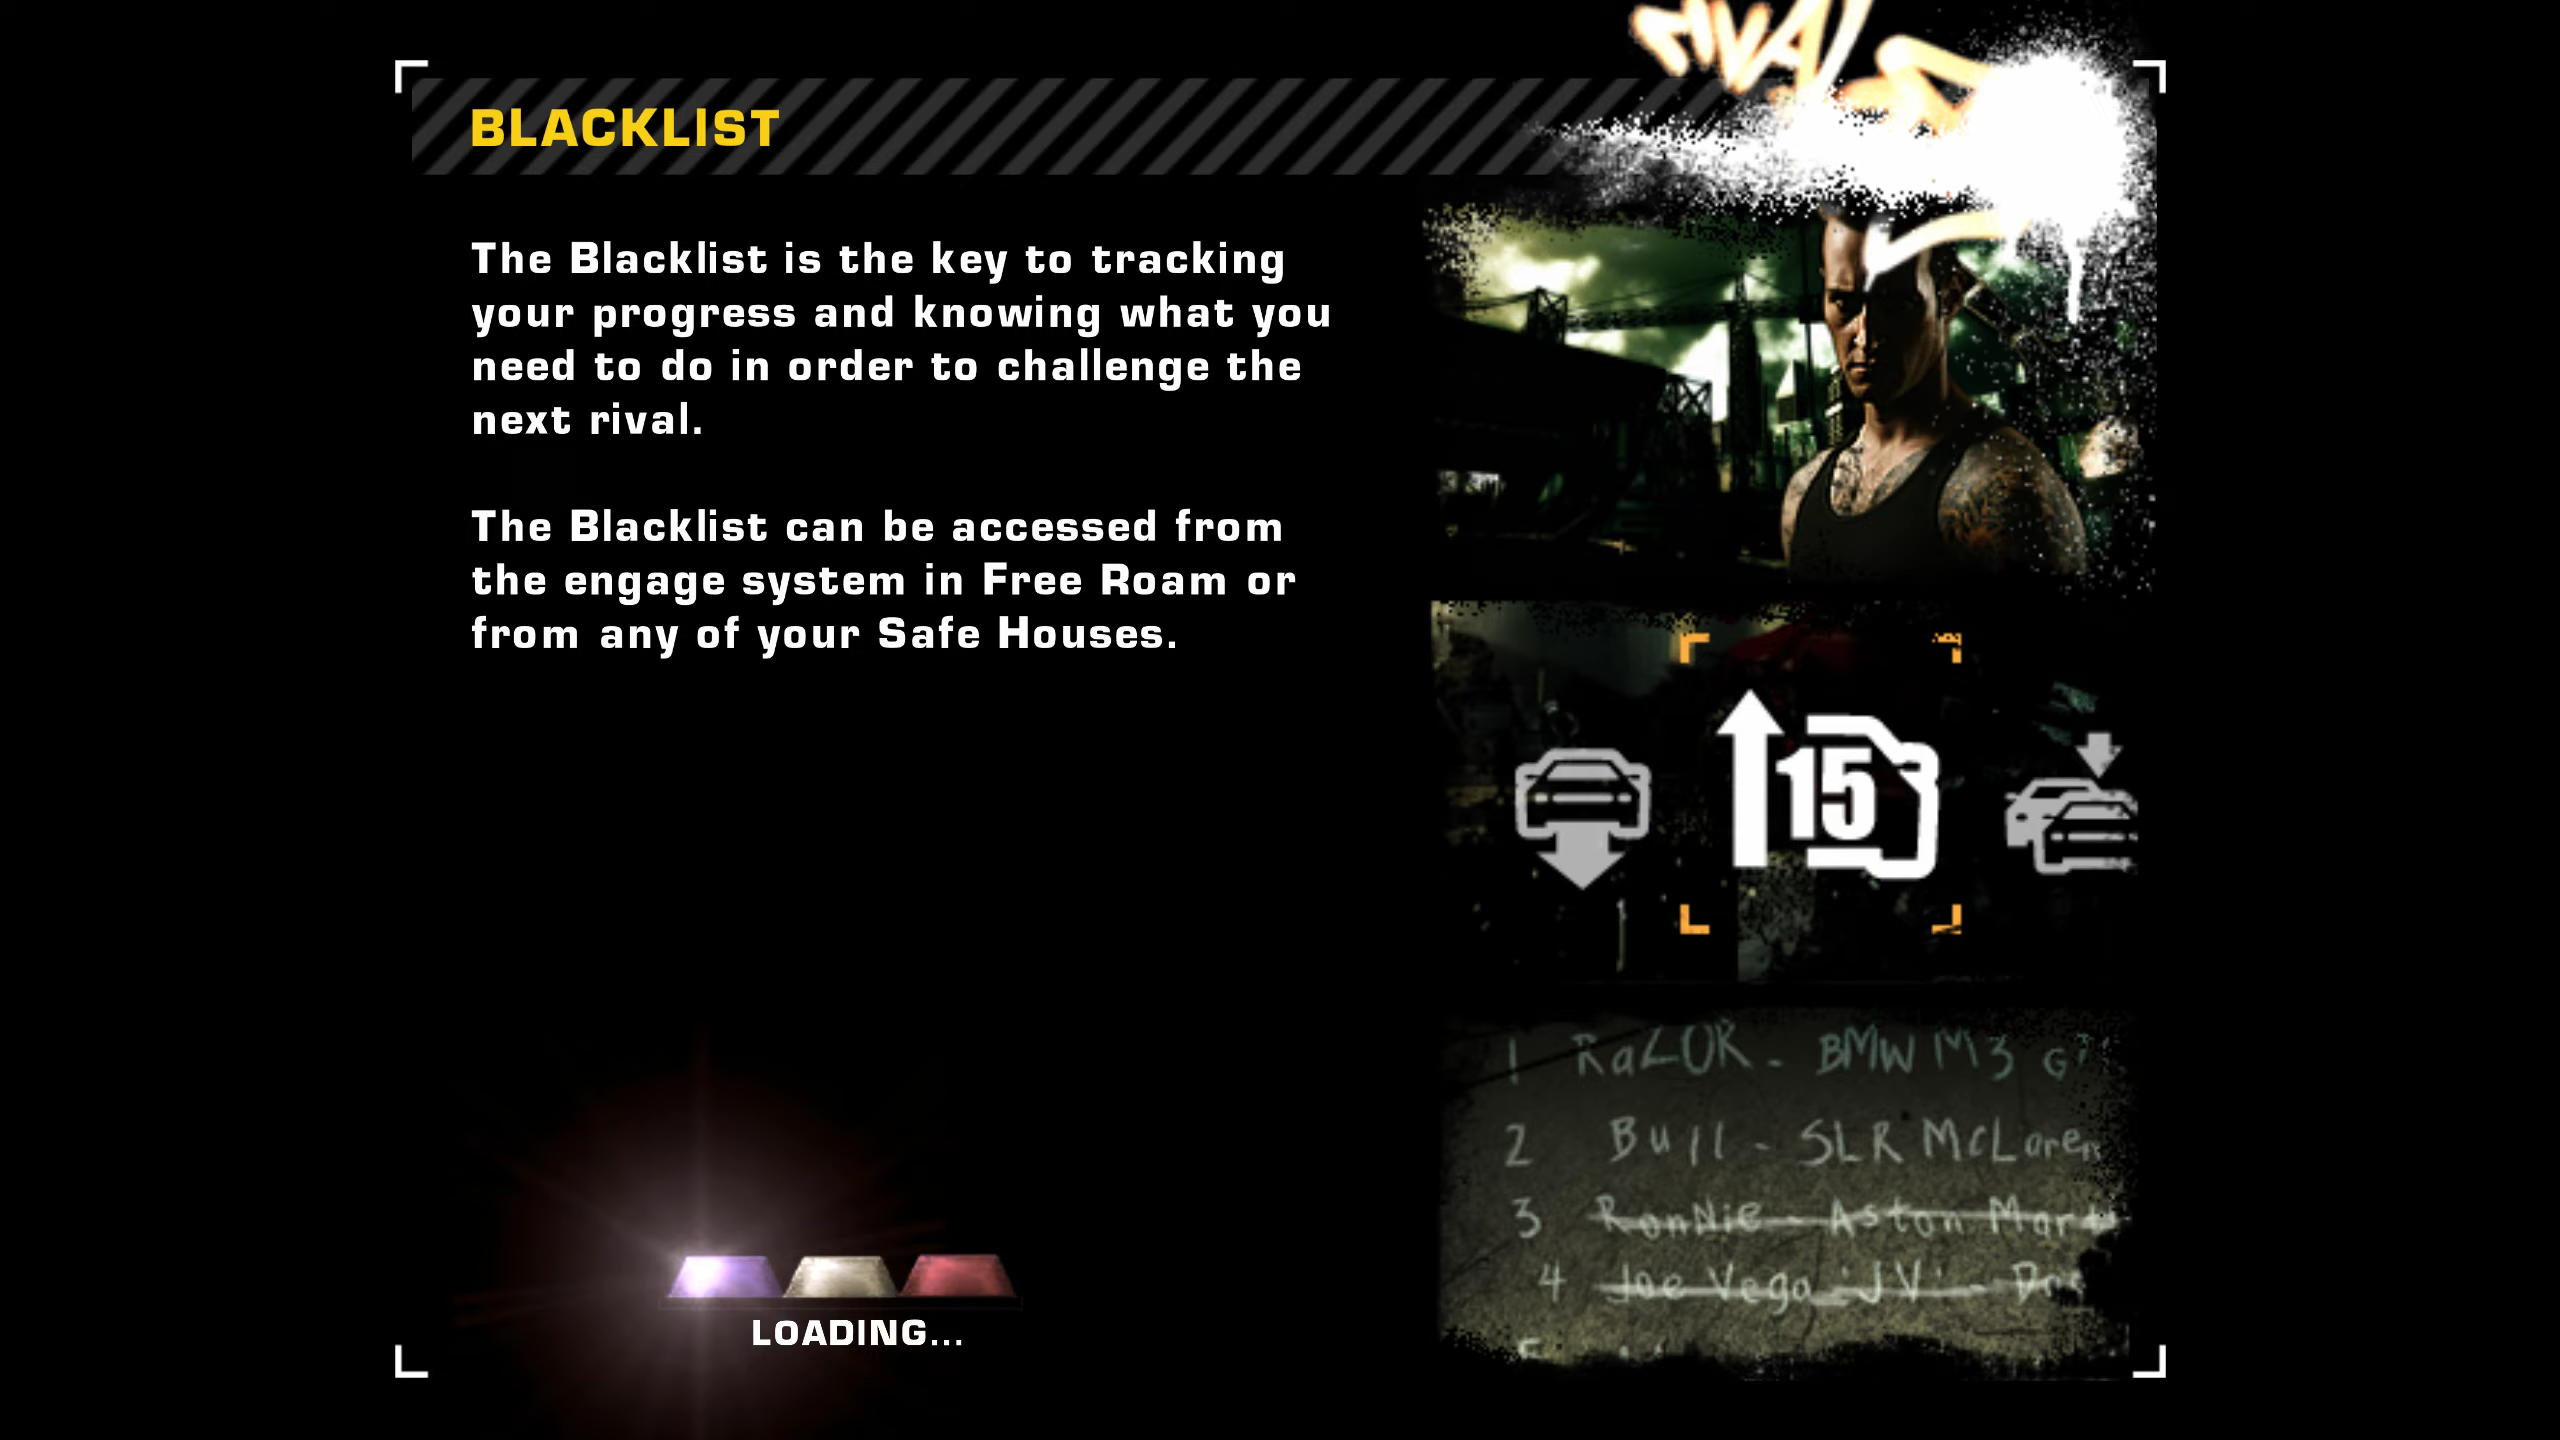 RIVAL
BLACKLIST
The Blacklist is the key to tracking
your progress and knowing what you
need to do in order to challenge the
next rival.
The Blacklist can be accessed from
the engage system in Free Roam or
from any of your Safe Houses.
15
1 RaZOR - BMW M3
2 Bull - SLR McLaren
3 RonNie - Aston
4 Joe Vega 'JV' -
LOADING...